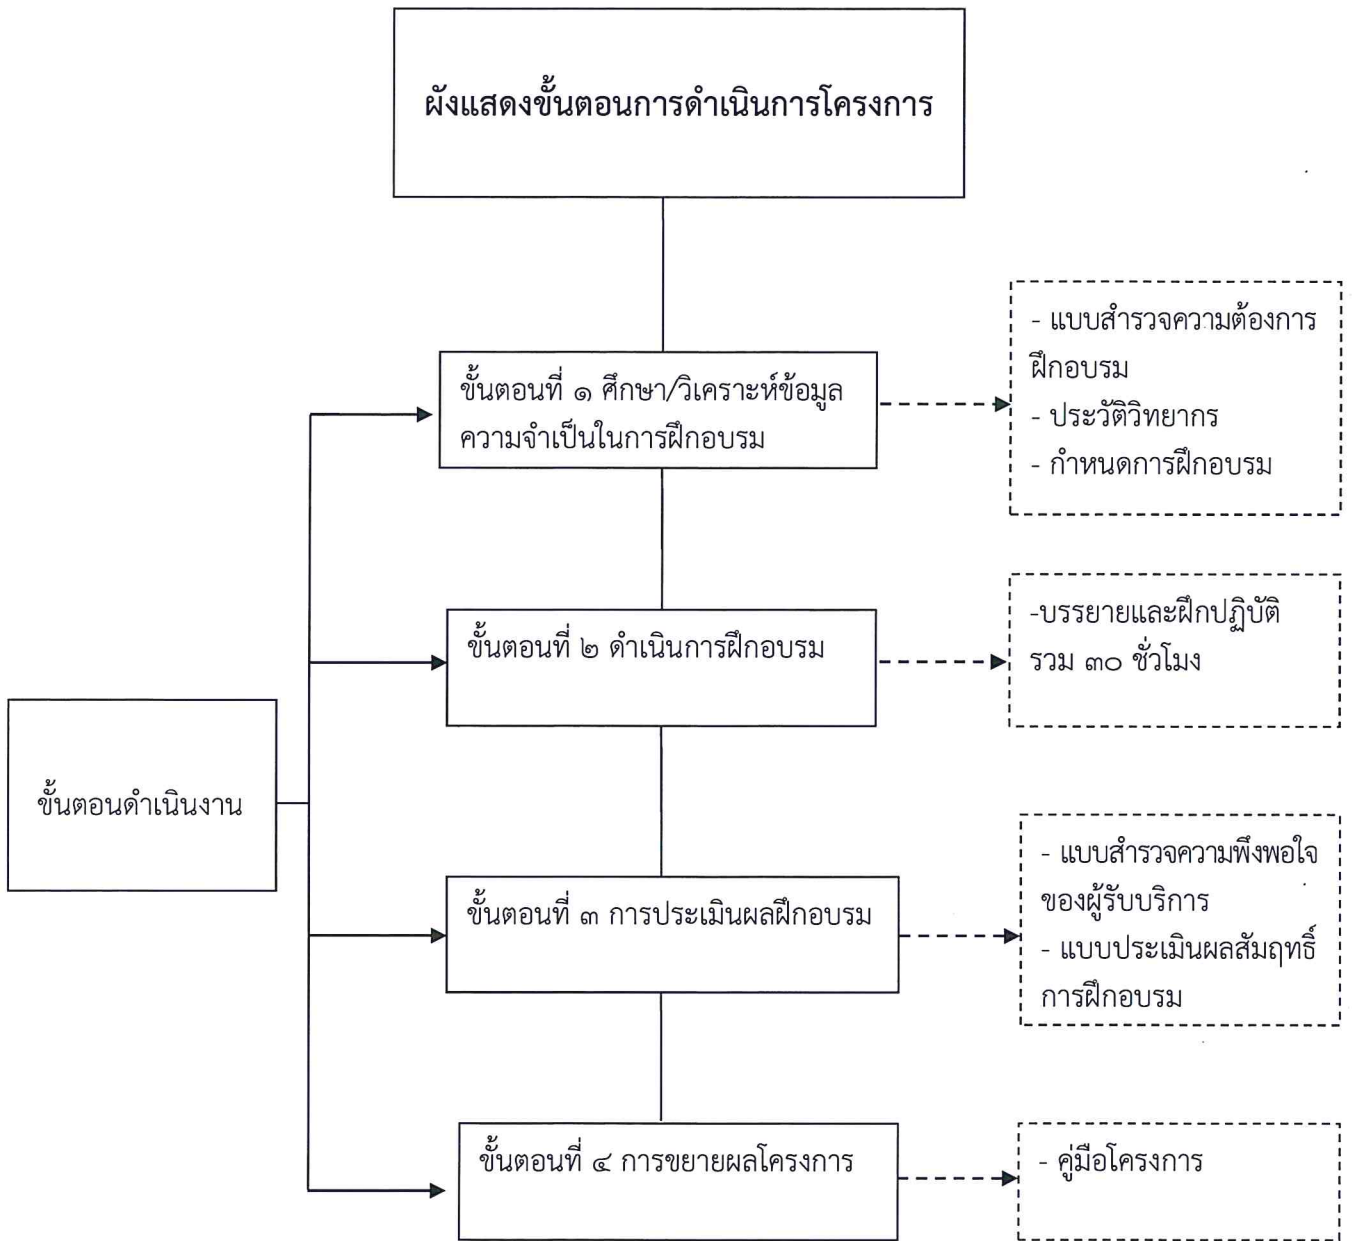 ผังแสดงขั้นตอนการดำเนินการโครงการ
ขั้นตอนดำเนินงาน
ขั้นตอนที่ ๑ ศึกษา/วิเคราะห์ข้อมูล
ความจำเป็นในการฝึกอบรม
- แบบสำรวจความต้องการ
ฝึกอบรม
- ประวัติวิทยากร
- กำหนดการฝึกอบรม
ขั้นตอนที่ ๒ ดำเนินการฝึกอบรม
-บรรยายและฝึกปฏิบัติ
รวม ๓๐ ชั่วโมง
ขั้นตอนที่ ๓ การประเมินผลฝึกอบรม
- แบบสำรวจความพึงพอใจ
ของผู้รับบริการ
- แบบประเมินผลสัมฤทธิ์
การฝึกอบรม
ขั้นตอนที่ ๔ การขยายผลโครงการ
- คู่มือโครงการ